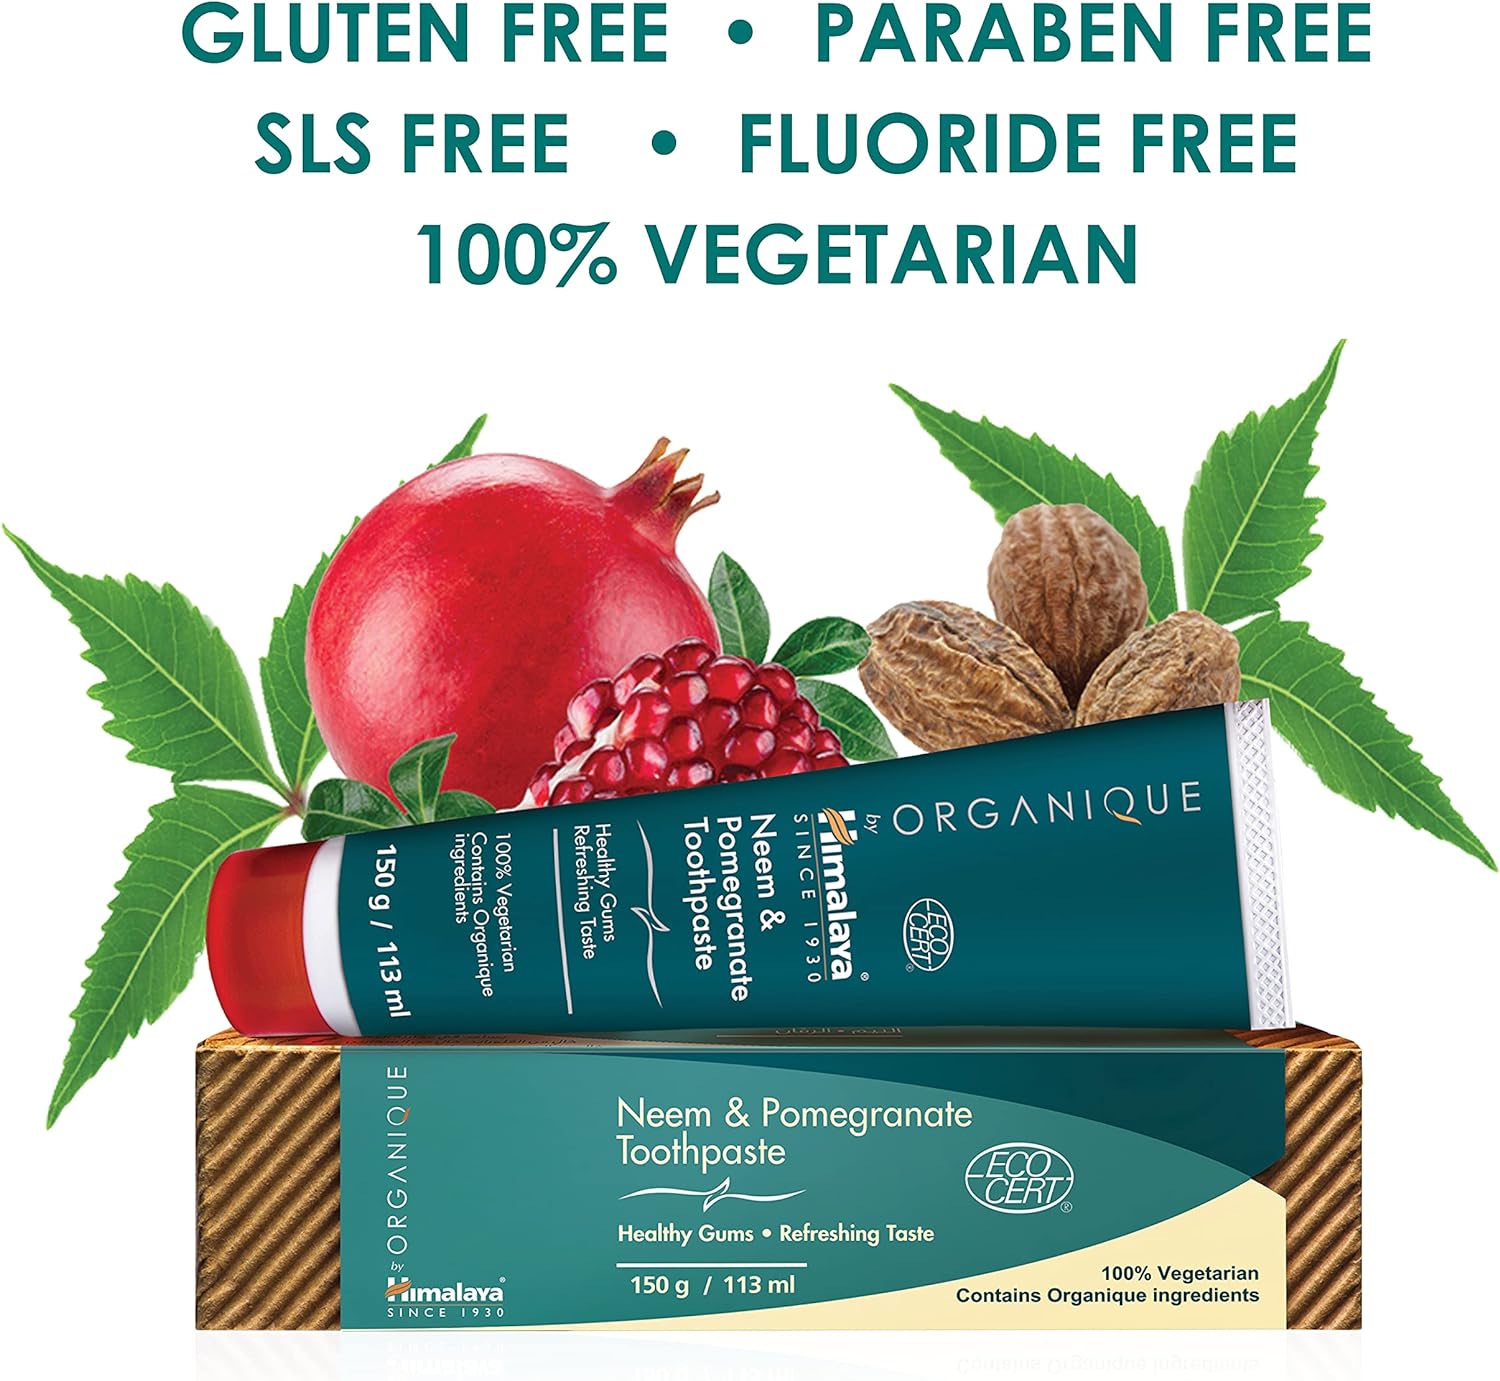 GLUTEN FREE • PARABEN FREE
SLS FREE • FLUORIDE FREE
100% VEGETARIAN
ORGANIQUE
by
Himalaya®
SINCE 1930
ECO
CERT
®
Neem &
Pomegranate
Toothpaste
Healthy Gums
Refreshing Taste
100% Vegetarian
Contains Organique
ingredients
150 g / 113 ml
النيم - الرمان
ORGANIQUE
by
Himalaya®
SINCE 1930
Neem & Pomegranate
Toothpaste
Healthy Gums • Refreshing Taste
150 g / 113 ml
ECO
CERT
®
100% Vegetarian
Contains Organique ingredients